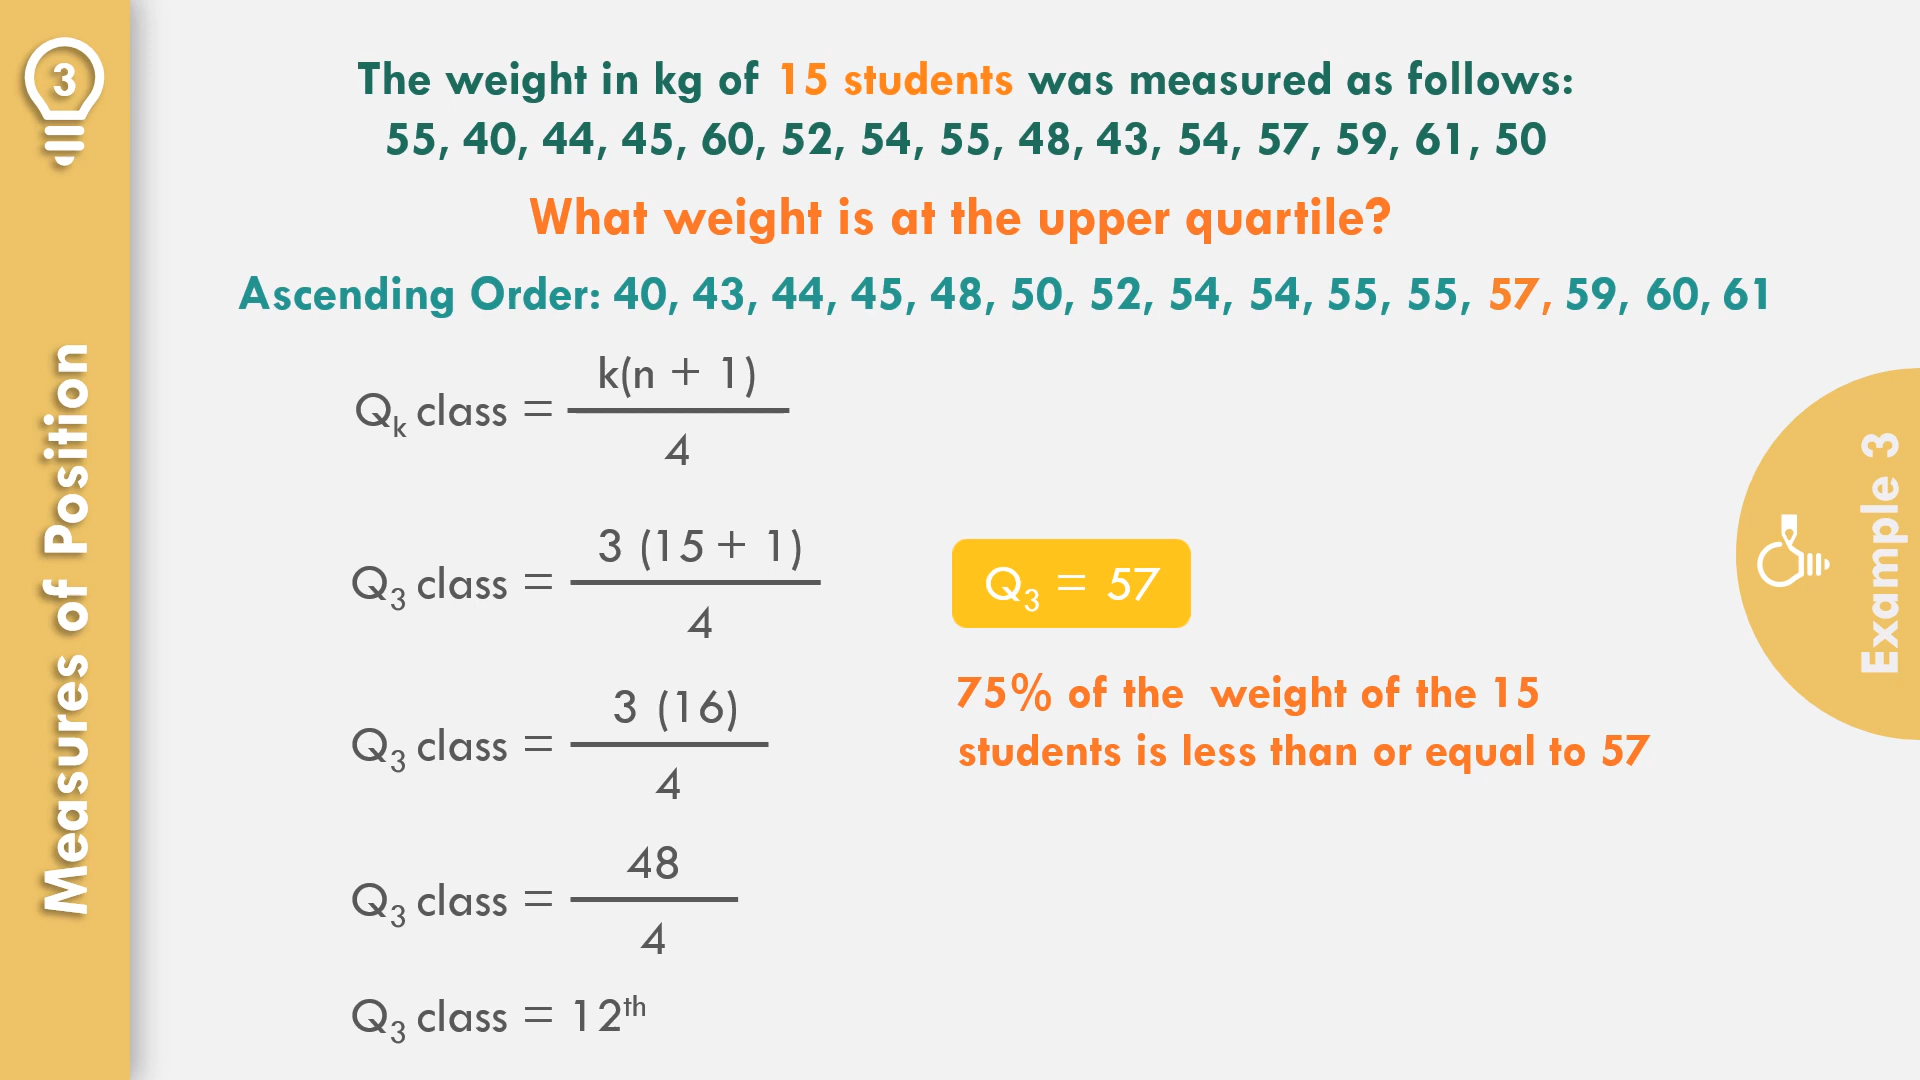 3
Measures of Position
The weight in kg of 15 students was measured as follows:
55, 40, 44, 45, 60, 52, 54, 55, 48, 43, 54, 57, 59, 61, 50
What weight is at the upper quartile?
Ascending Order: 40, 43, 44, 45, 48, 50, 52, 54, 54, 55, 55, 57, 59, 60, 61
Qₖ class = k(n + 1) / 4
Q₃ class = 3 (15 + 1) / 4
Q₃ class = 3 (16) / 4
Q₃ class = 48 / 4
Q₃ class = 12ᵗʰ
Q₃ = 57
75% of the weight of the 15
students is less than or equal to 57
Example 3